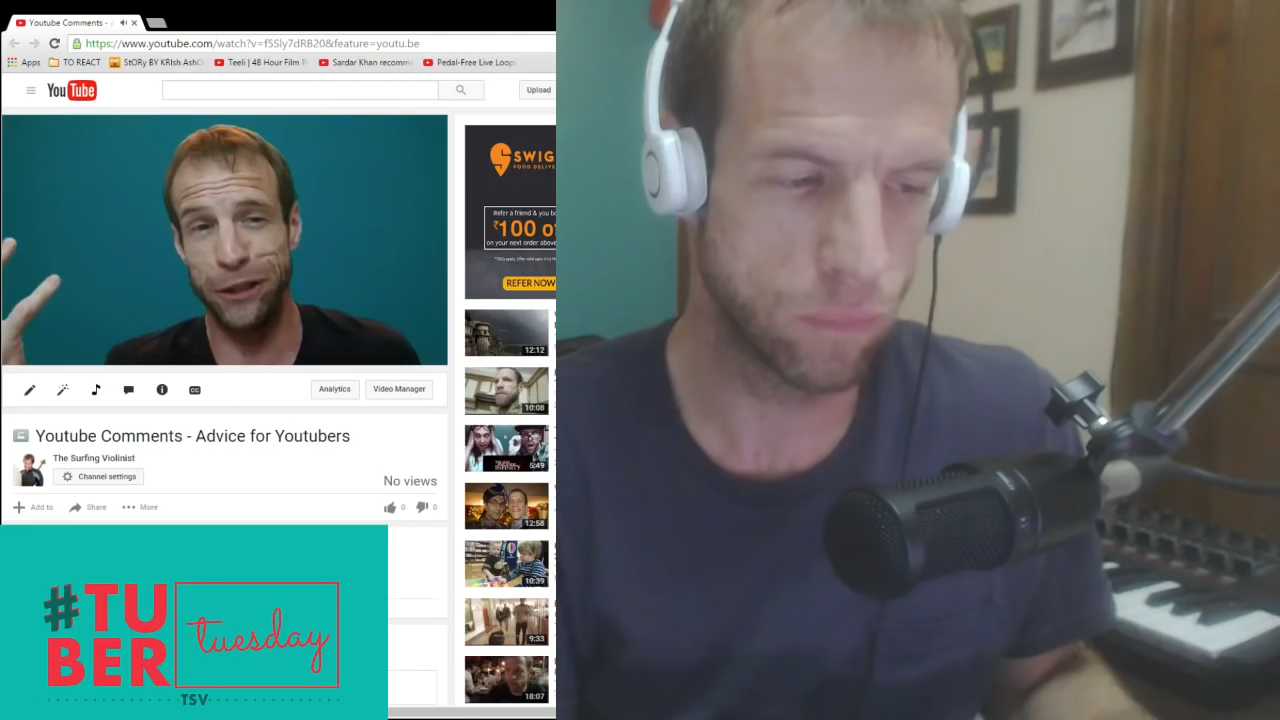 Youtube Comments -
https://www.youtube.com/watch?v=f5Sly7dRB20&feature=youtu.be
Apps TO REACT StORy BY KRIsh AshO Teeli | 48 Hour Film P Sardar Khan recomme Pedal-Free Live Loop
YouTube
Upload
SWIG
FOOD DELIVE
Refer a friend & you
₹100 o
on your next order above
REFER NOW
12:12
10:08
5:49
12:58
10:39
9:33
18:07
Analytics Video Manager
Youtube Comments - Advice for Youtubers
The Surfing Violinist
Channel settings
No views
Add to Share More 0 0
#TU
BER
tuesday
TSV